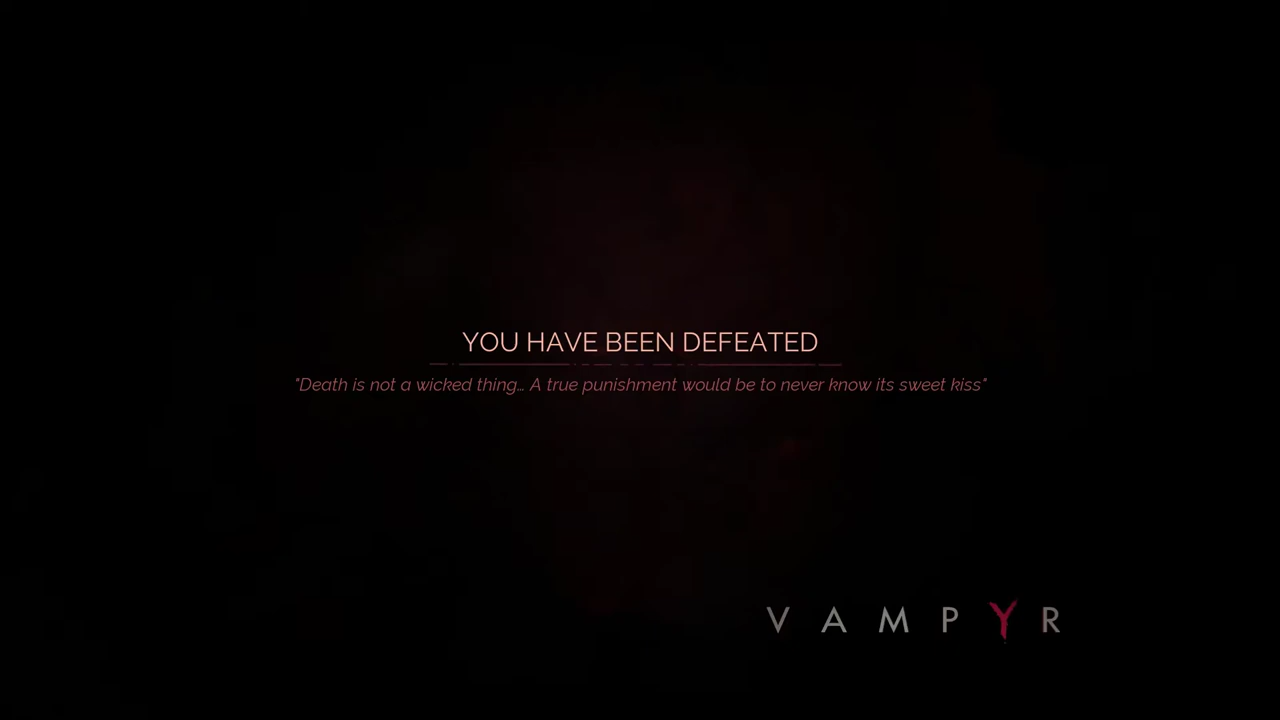 YOU HAVE BEEN DEFEATED
"Death is not a wicked thing... A true punishment would be to never know its sweet kiss"
VAMPYR